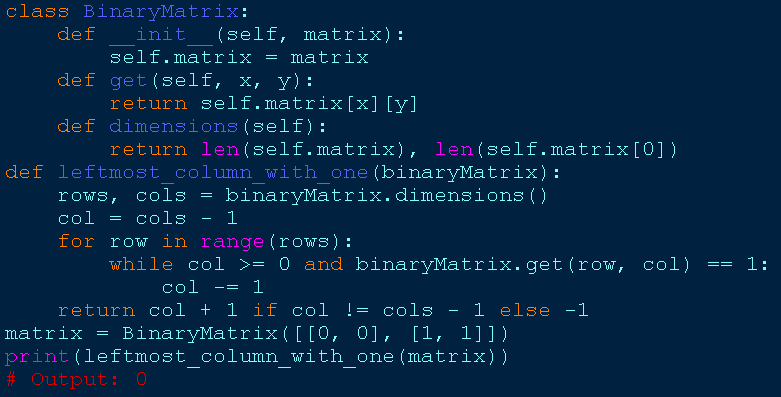 class BinaryMatrix:
    def __init__(self, matrix):
        self.matrix = matrix
    def get(self, x, y):
        return self.matrix[x][y]
    def dimensions(self):
        return len(self.matrix), len(self.matrix[0])
def leftmost_column_with_one(binaryMatrix):
    rows, cols = binaryMatrix.dimensions()
    col = cols - 1
    for row in range(rows):
        while col >= 0 and binaryMatrix.get(row, col) == 1:
            col -= 1
    return col + 1 if col != cols - 1 else -1
matrix = BinaryMatrix([[0, 0], [1, 1]])
print(leftmost_column_with_one(matrix))
# Output: 0